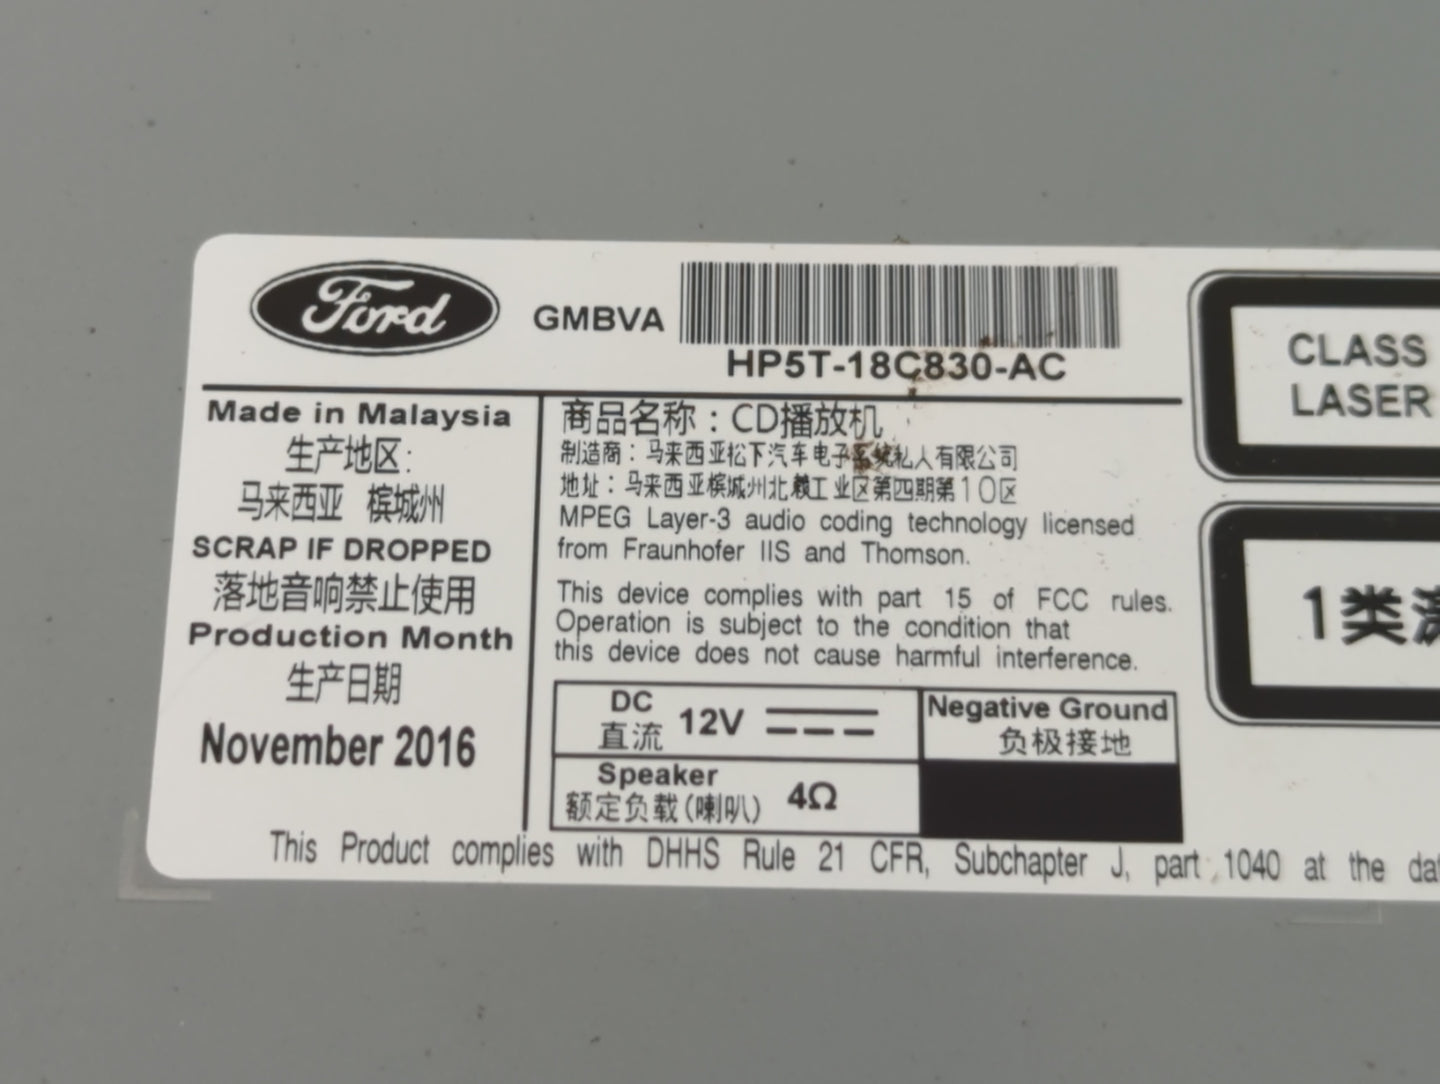 Ford GMBVA
HP5T-18C830-AC
Made in Malaysia
生产地区:
马来西亚 槟城州
SCRAP IF DROPPED
落地音响禁止使用
Production Month
生产日期
November 2016
商品名称：CD播放机
制造商：马来西亚松下汽车电子系统私人有限公司
地址：马来西亚槟城州北赖工业区第四期第10区
MPEG Layer-3 audio coding technology licensed
from Fraunhofer IIS and Thomson.
This device complies with part 15 of FCC rules.
Operation is subject to the condition that
this device does not cause harmful interference.
DC
直流 12V
Negative Ground
负极接地
Speaker
额定负载(喇叭) 4Ω
This Product complies with DHHS Rule 21 CFR, Subchapter J, part 1040 at the
CLASS
LASER
1类